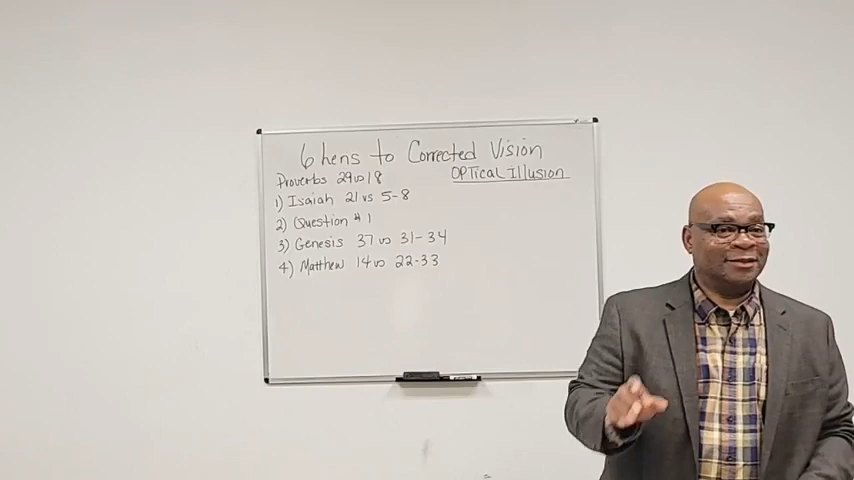 6 Lens to Corrected Vision
Proverbs 29 vs 18
OPTical Illusion
1) Isaiah 21 vs 5-8
2) Question # 1
3) Genesis 37 vs 31-34
4) Matthew 14 vs 22-33